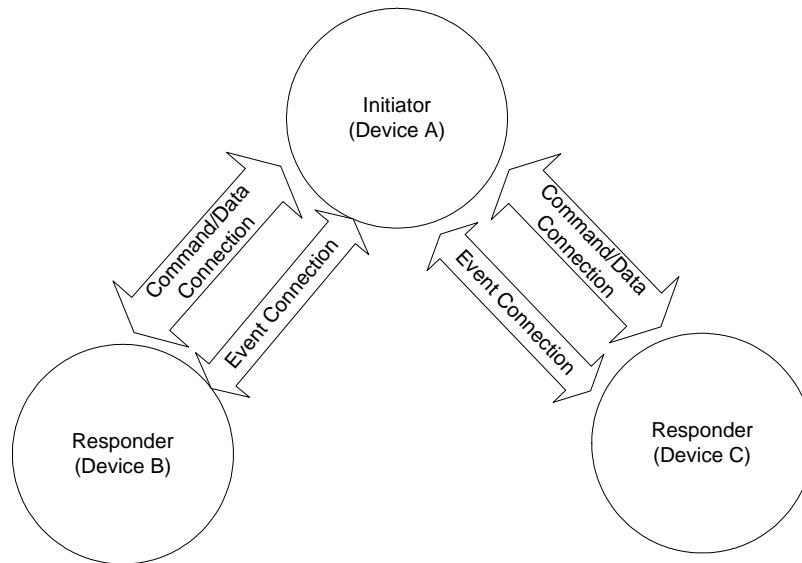 Initiator
(Device A)
Command/Data
Connection
Event Connection
Command/Data
Connection
Event Connection
Responder
(Device B)
Responder
(Device C)